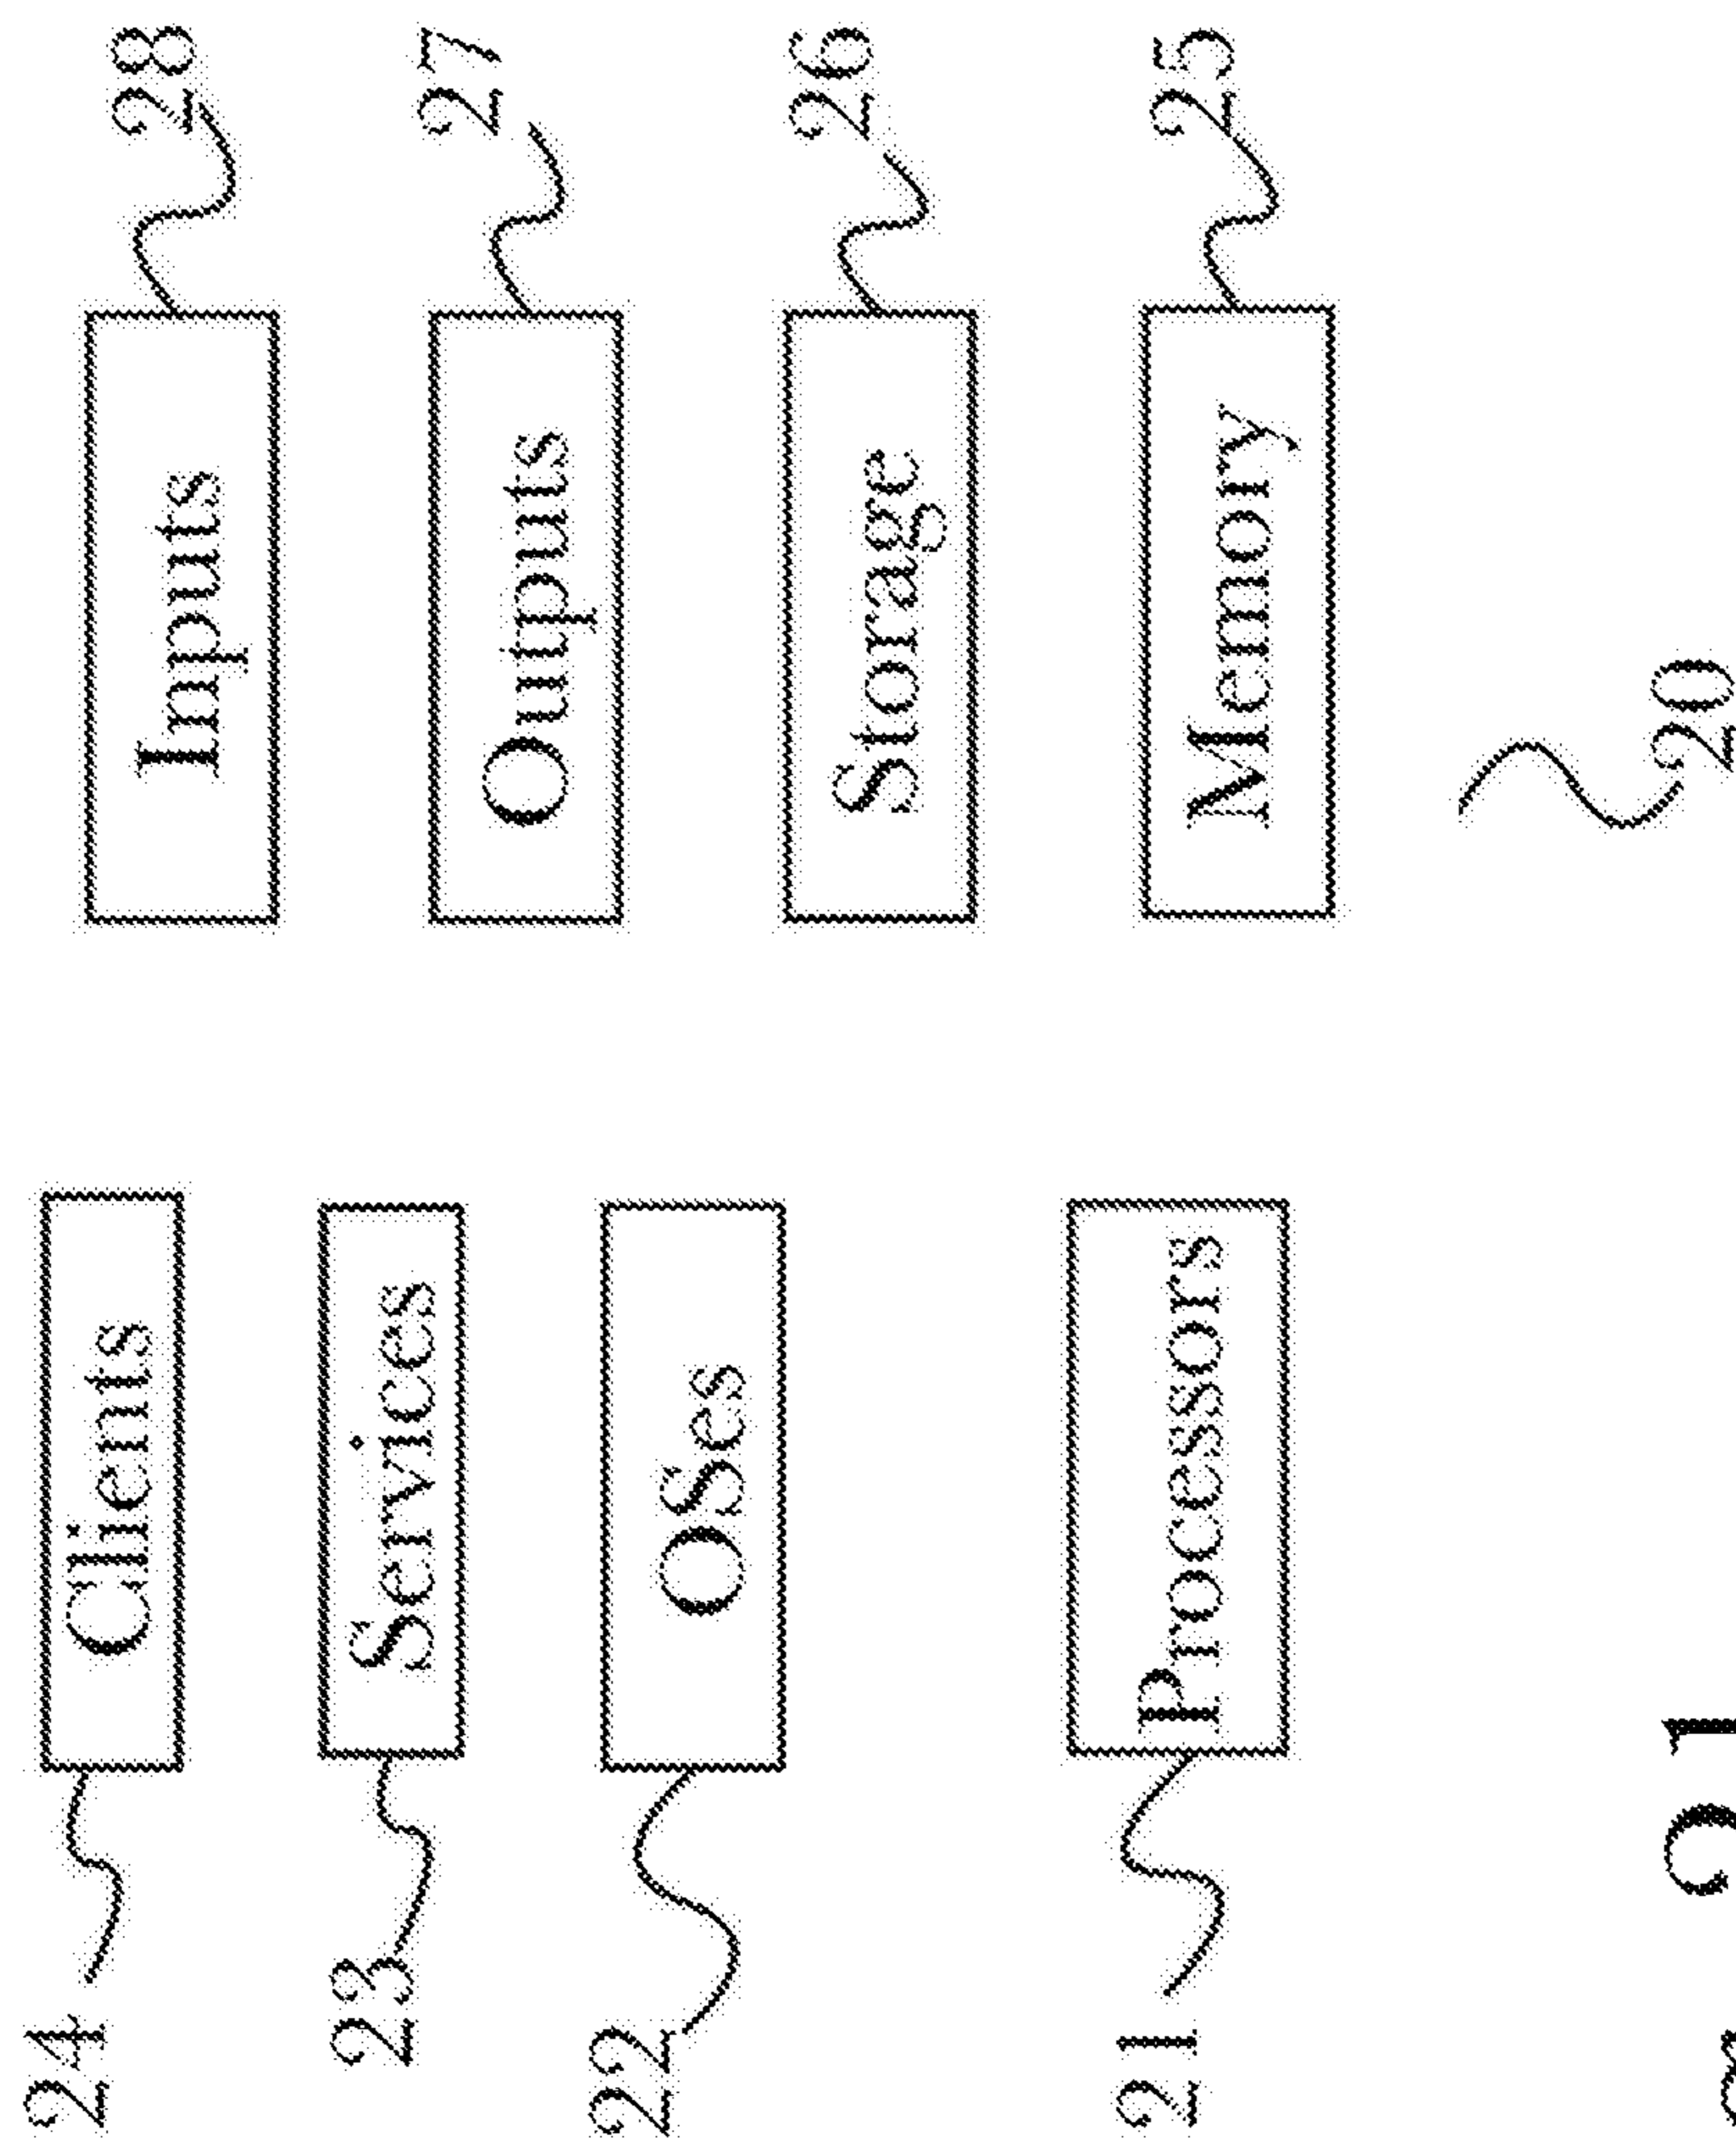 24 Clients Inputs 28
23 Services Outputs 27
22 OSes Storage 26
21 Processors Memory 25
20